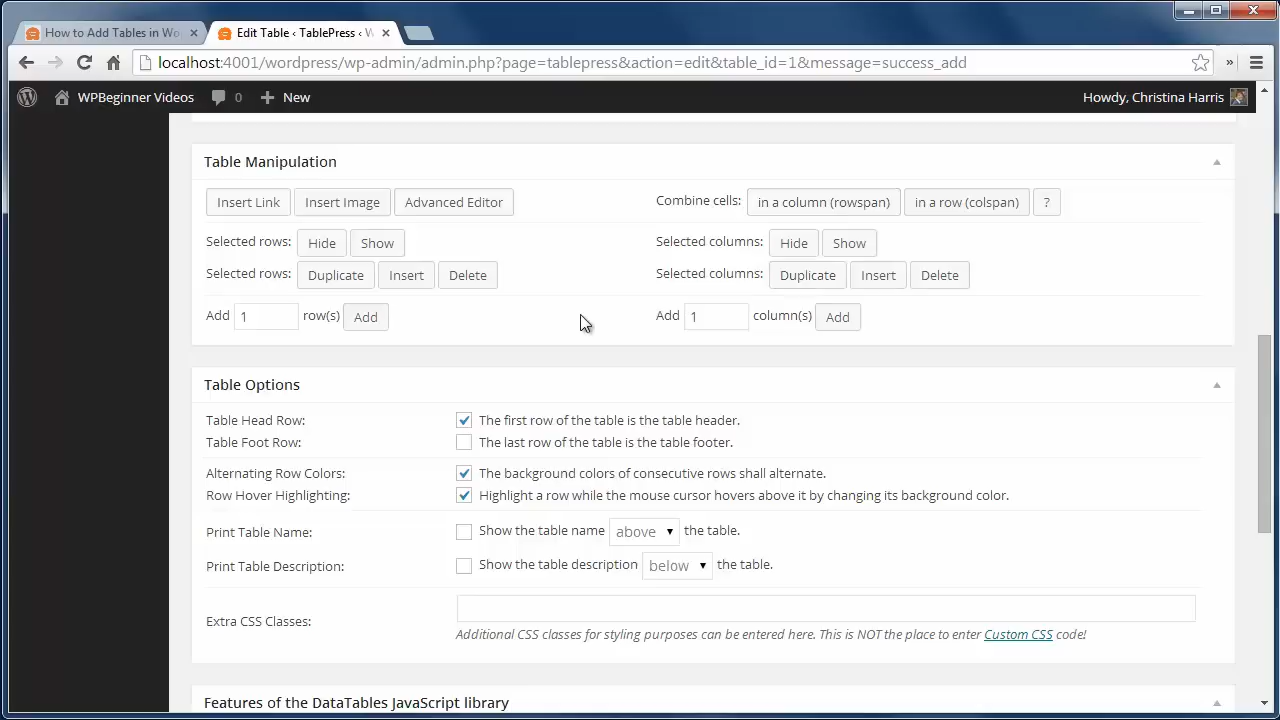 How to Add Tables in Wo
Edit Table ‹ TablePress ‹ W
localhost:4001/wordpress/wp-admin/admin.php?page=tablepress&action=edit&table_id=1&message=success_add
WPBeginner Videos 0 New Howdy, Christina Harris
Table Manipulation
Insert Link Insert Image Advanced Editor Combine cells: in a column (rowspan) in a row (colspan) ?
Selected rows: Hide Show Selected columns: Hide Show
Selected rows: Duplicate Insert Delete Selected columns: Duplicate Insert Delete
Add 1 row(s) Add Add 1 column(s) Add
Table Options
Table Head Row: The first row of the table is the table header.
Table Foot Row: The last row of the table is the table footer.
Alternating Row Colors: The background colors of consecutive rows shall alternate.
Row Hover Highlighting: Highlight a row while the mouse cursor hovers above it by changing its background color.
Print Table Name: Show the table name above the table.
Print Table Description: Show the table description below the table.
Extra CSS Classes:
Additional CSS classes for styling purposes can be entered here. This is NOT the place to enter Custom CSS code!
Features of the DataTables JavaScript library